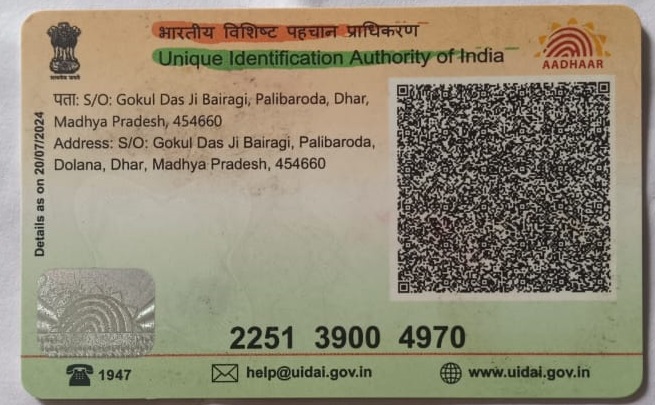 भारतीय विशिष्ट पहचान प्राधिकरण
Unique Identification Authority of India
AADHAAR
पता: S/O: Gokul Das Ji Bairagi, Palibaroda, Dhar,
Madhya Pradesh, 454660
Address: S/O: Gokul Das Ji Bairagi, Palibaroda,
Dolana, Dhar, Madhya Pradesh, 454660
Details as on 20/07/2024
2251 3900 4970
1947
help@uidai.gov.in
www.uidai.gov.in